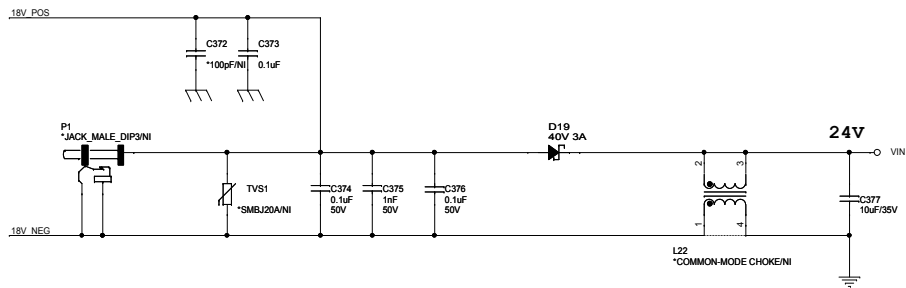 18V_POS
C372
*100pF/NI
C373
0.1uF
P1
*JACK_MALE_DIP3/NI
D19
40V 3A
24V
VIN
2
3
TVS1
*SMBJ20A/NI
C374
0.1uF
50V
C375
1nF
50V
C376
0.1uF
50V
C377
10uF/35V
1
4
18V_NEG
L22
*COMMON-MODE CHOKE/NI